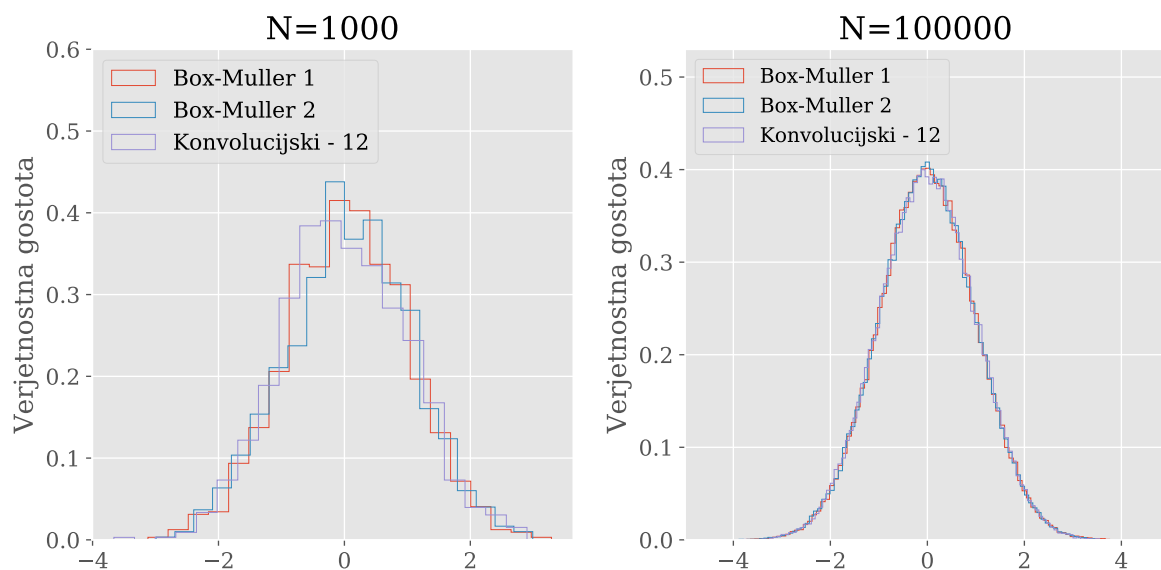 N=1000
Verjetnostna gostota
0.6
0.5
0.4
0.3
0.2
0.1
0.0
Box-Muller 1
Box-Muller 2
Konvolucijski - 12
−4
−2
0
2
N=100000
Verjetnostna gostota
0.5
0.4
0.3
0.2
0.1
0.0
Box-Muller 1
Box-Muller 2
Konvolucijski - 12
−4
−2
0
2
4